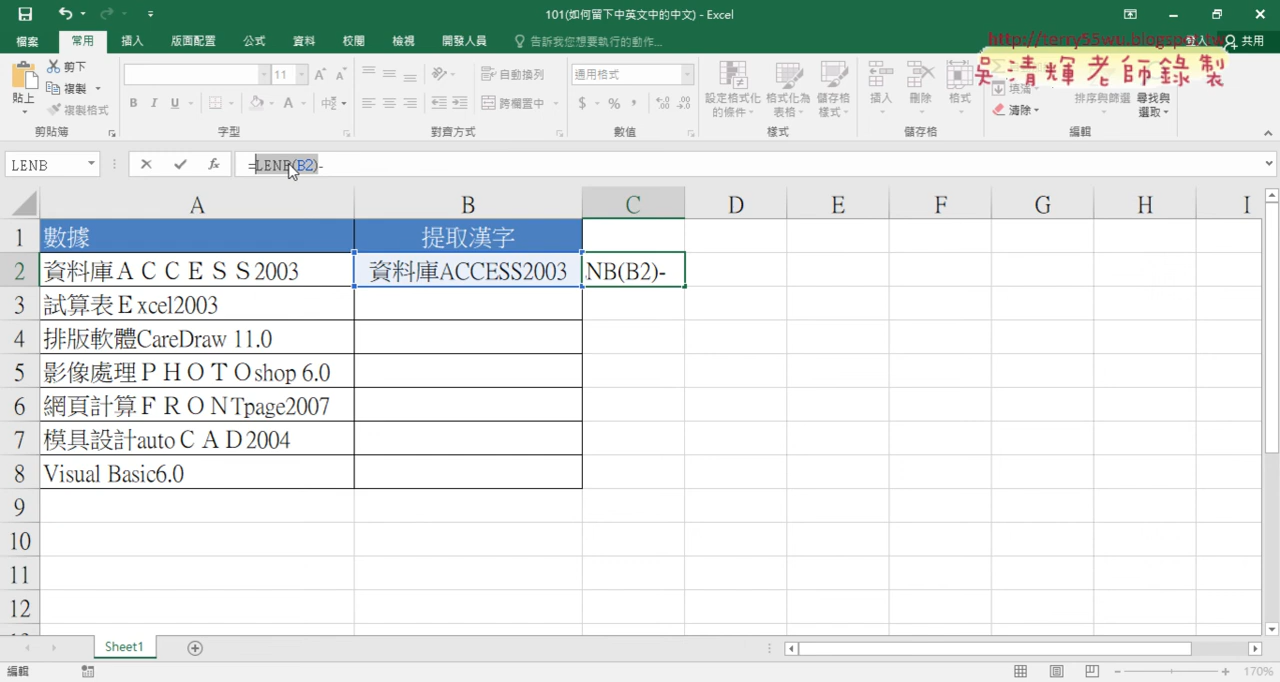 101(如何留下中英文中的中文) - Excel
http://terry55wu.blogspot.tw
檔案 常用 插入 版面配置 公式 資料 校閱 檢視 開發人員 告訴我您想要執行的動作... 登入 共用
吳清輝老師錄製
貼上 剪下 複製 複製格式
11 A A B I U A 中
自動換列 跨欄置中
通用格式 $ % ,
設定格式化的條件 格式化為表格 儲存格樣式
插入 刪除 格式
填滿 清除 排序與篩選 尋找與選取
剪貼簿 字型 對齊方式 數值 樣式 儲存格 編輯
LENB fx =LENB(B2)-
A B C D E F G H I
1 數據 提取漢字
2 資料庫ＡＣＣＥＳＳ2003 資料庫ACCESS2003 NB(B2)-
3 試算表Ｅxcel2003
4 排版軟體CareDraw 11.0
5 影像處理ＰＨＯＴＯshop 6.0
6 網頁計算ＦＲＯＮTpage2007
7 模具設計autoＣＡＤ2004
8 Visual Basic6.0
9
10
11
12
Sheet1
編輯 170%